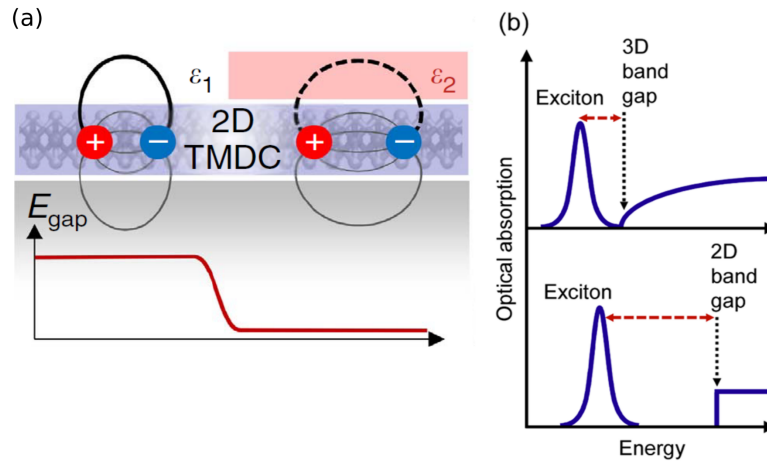 (a)
ε1
ε2
+
−
2D
TMDC
+
−
Egap
(b)
3D
band
gap
Exciton
Optical absorption
2D
band
gap
Exciton
Energy